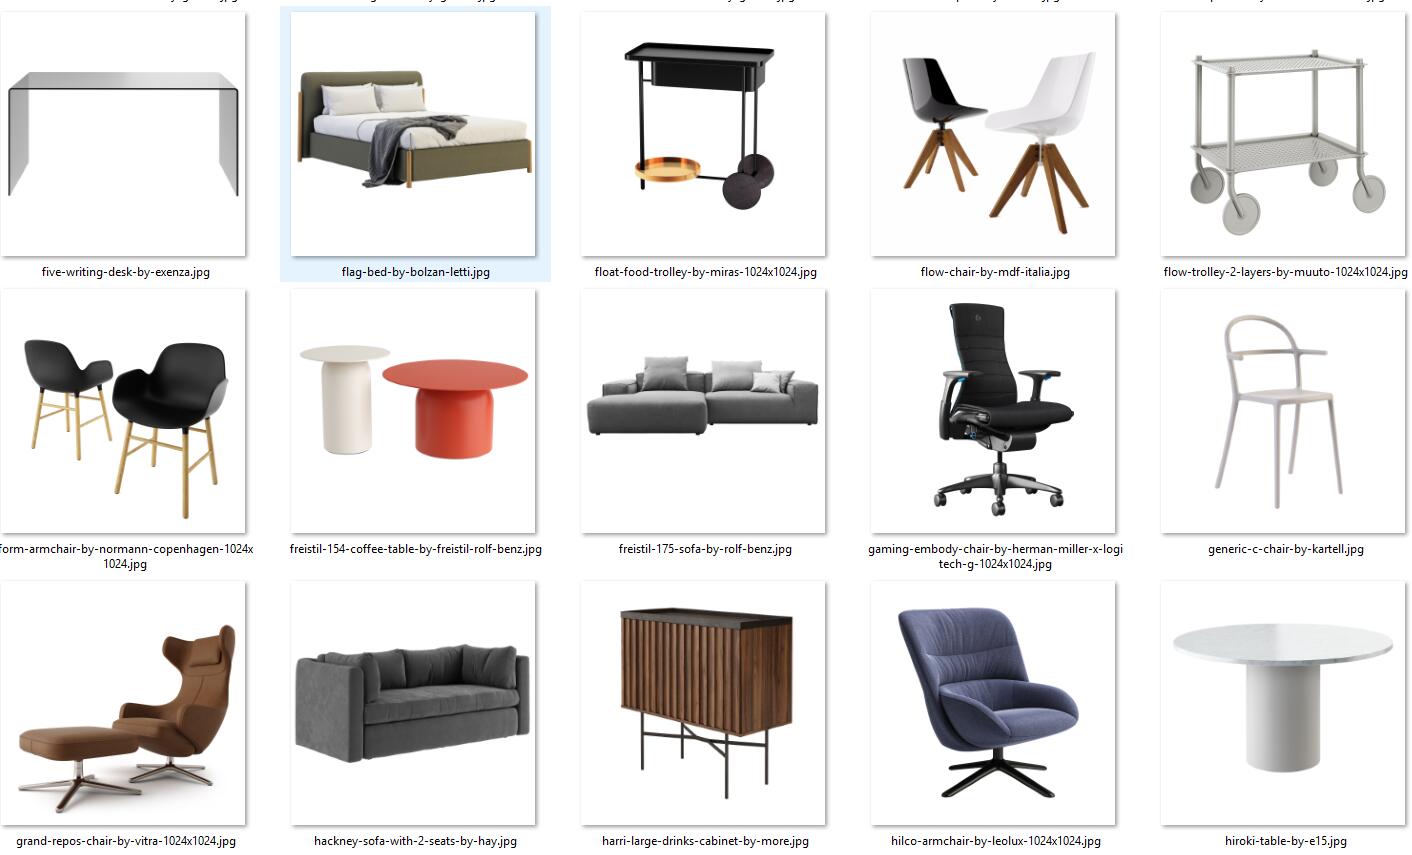 five-writing-desk-by-exenza.jpg
flag-bed-by-bolzan-letti.jpg
float-food-trolley-by-miras-1024x1024.jpg
flow-chair-by-mdf-italia.jpg
flow-trolley-2-layers-by-muuto-1024x1024.jpg
form-armchair-by-normann-copenhagen-1024x
1024.jpg
freistil-154-coffee-table-by-freistil-rolf-benz.jpg
freistil-175-sofa-by-rolf-benz.jpg
gaming-embody-chair-by-herman-miller-x-logi
tech-g-1024x1024.jpg
generic-c-chair-by-kartell.jpg
grand-repos-chair-by-vitra-1024x1024.jpg
hackney-sofa-with-2-seats-by-hay.jpg
harri-large-drinks-cabinet-by-more.jpg
hilco-armchair-by-leolux-1024x1024.jpg
hiroki-table-by-e15.jpg